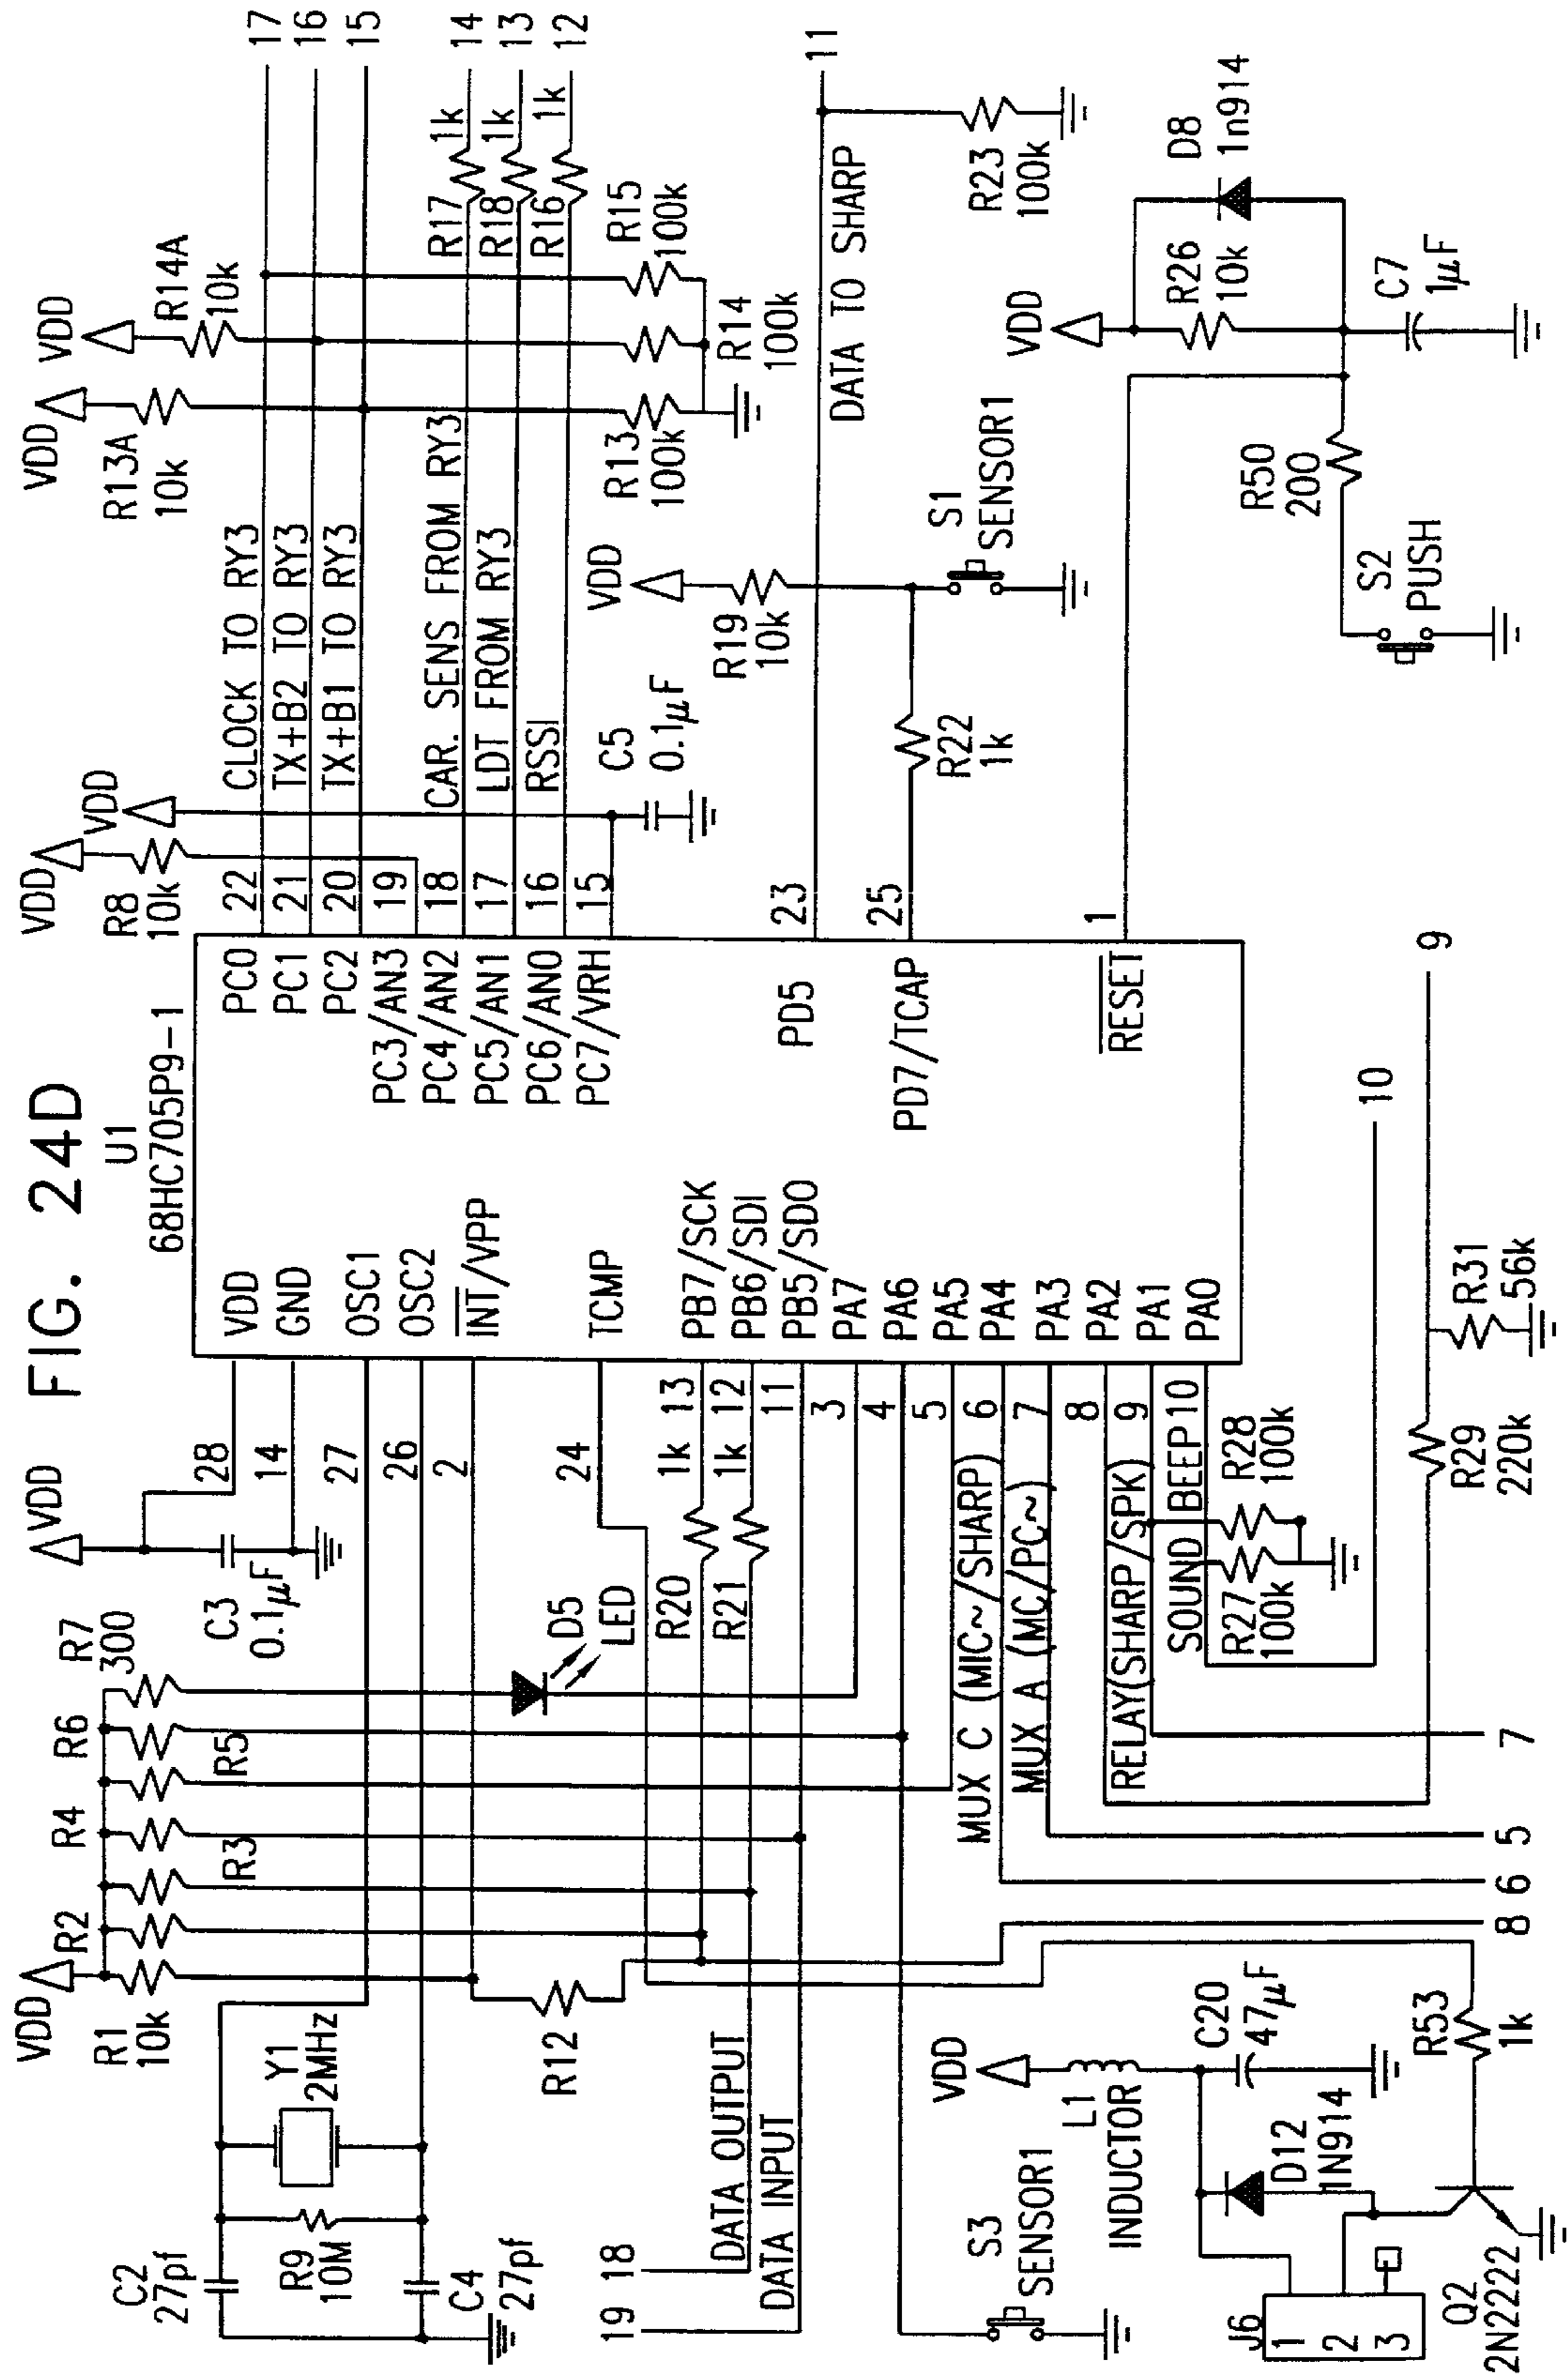 FIG. 24D
U1
68HC705P9-1
VDD
GND
OSC1
OSC2
INT/VPP
TCMP
PB7/SCK
PB6/SDI
PB5/SDO
PA7
PA6
PA5
PA4
PA3
PA2
PA1
PA0
PC0
PC1
PC2
PC3/AN3
PC4/AN2
PC5/AN1
PC6/AN0
PC7/VRH
PD5
PD7/TCAP
RESET
28
14
27
26
2
24
1k 13
1k 12
11
3
4
5
6
7
8
9
10
22
21
20
19
18
17
16
15
23
25
1
VDD
R1
10k
R2
R3
R4
R5
R6
R7
300
VDD
C3
0.1µF
D5
LED
R20
R21
C2
27pf
R9
10M
Y1
2MHz
C4
27pf
R12
19
18
DATA OUTPUT
DATA INPUT
S3
SENSOR1
VDD
L1
INDUCTOR
C20
47µF
D12
1N914
J6
1
2
3
Q2
2N2222
R53
1k
8
6
5
7
MUX C (MIC~/SHARP)
MUX A (MC/PC~)
RELAY(SHARP/SPK)
SOUND BEEP
R27
100k
R28
100k
R29
220k
R31
56k
10
9
VDD
R8
10k
VDD
CLOCK TO RY3
TX+B2 TO RY3
TX+B1 TO RY3
CAR. SENS FROM RY3
LDT FROM RY3
RSSI
C5
0.1µF
VDD
R13A
10k
VDD
R14A
10k
R13
100k
R14
100k
R15
100k
R17
1k
R18
1k
R16
1k
17
16
15
14
13
12
11
DATA TO SHARP
R23
100k
VDD
R19
10k
R22
1k
S1
SENSOR1
VDD
R26
10k
D8
1n914
C7
1µF
R50
200
S2
PUSH